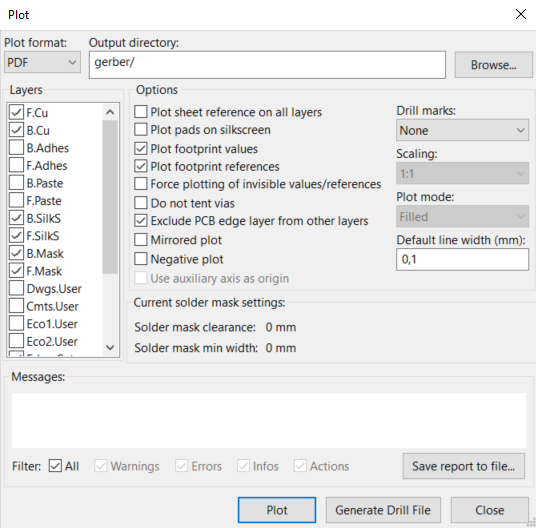 Plot
Plot format:
Output directory:
PDF
gerber/
Browse...
Layers
F.Cu
B.Cu
B.Adhes
F.Adhes
B.Paste
F.Paste
B.SilkS
F.SilkS
B.Mask
F.Mask
Dwgs.User
Cmts.User
Eco1.User
Eco2.User
Options
Plot sheet reference on all layers
Plot pads on silkscreen
Plot footprint values
Plot footprint references
Force plotting of invisible values/references
Do not tent vias
Exclude PCB edge layer from other layers
Mirrored plot
Negative plot
Use auxiliary axis as origin
Drill marks:
None
Scaling:
1:1
Plot mode:
Filled
Default line width (mm):
0,1
Current solder mask settings:
Solder mask clearance: 0 mm
Solder mask min width: 0 mm
Messages:
Filter: All Warnings Errors Infos Actions
Save report to file...
Plot
Generate Drill File
Close